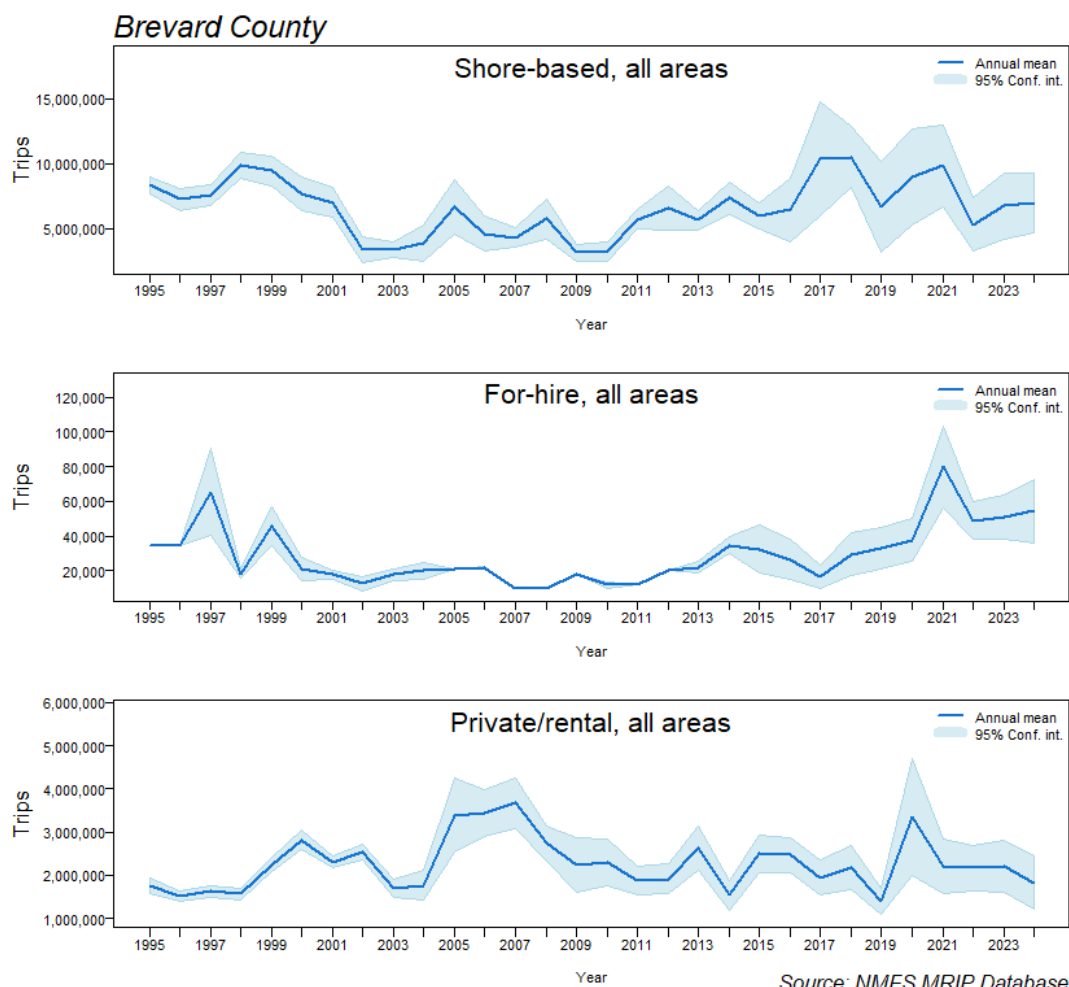 Brevard County
Shore-based, all areas
Annual mean
95% Conf. int.
15,000,000
10,000,000
5,000,000
Trips
1995 1997 1999 2001 2003 2005 2007 2009 2011 2013 2015 2017 2019 2021 2023
Year
For-hire, all areas
Annual mean
95% Conf. int.
120,000
100,000
80,000
60,000
40,000
20,000
Trips
1995 1997 1999 2001 2003 2005 2007 2009 2011 2013 2015 2017 2019 2021 2023
Year
Private/rental, all areas
Annual mean
95% Conf. int.
6,000,000
5,000,000
4,000,000
3,000,000
2,000,000
1,000,000
Trips
1995 1997 1999 2001 2003 2005 2007 2009 2011 2013 2015 2017 2019 2021 2023
Year
Source: NMFS MRIP Database